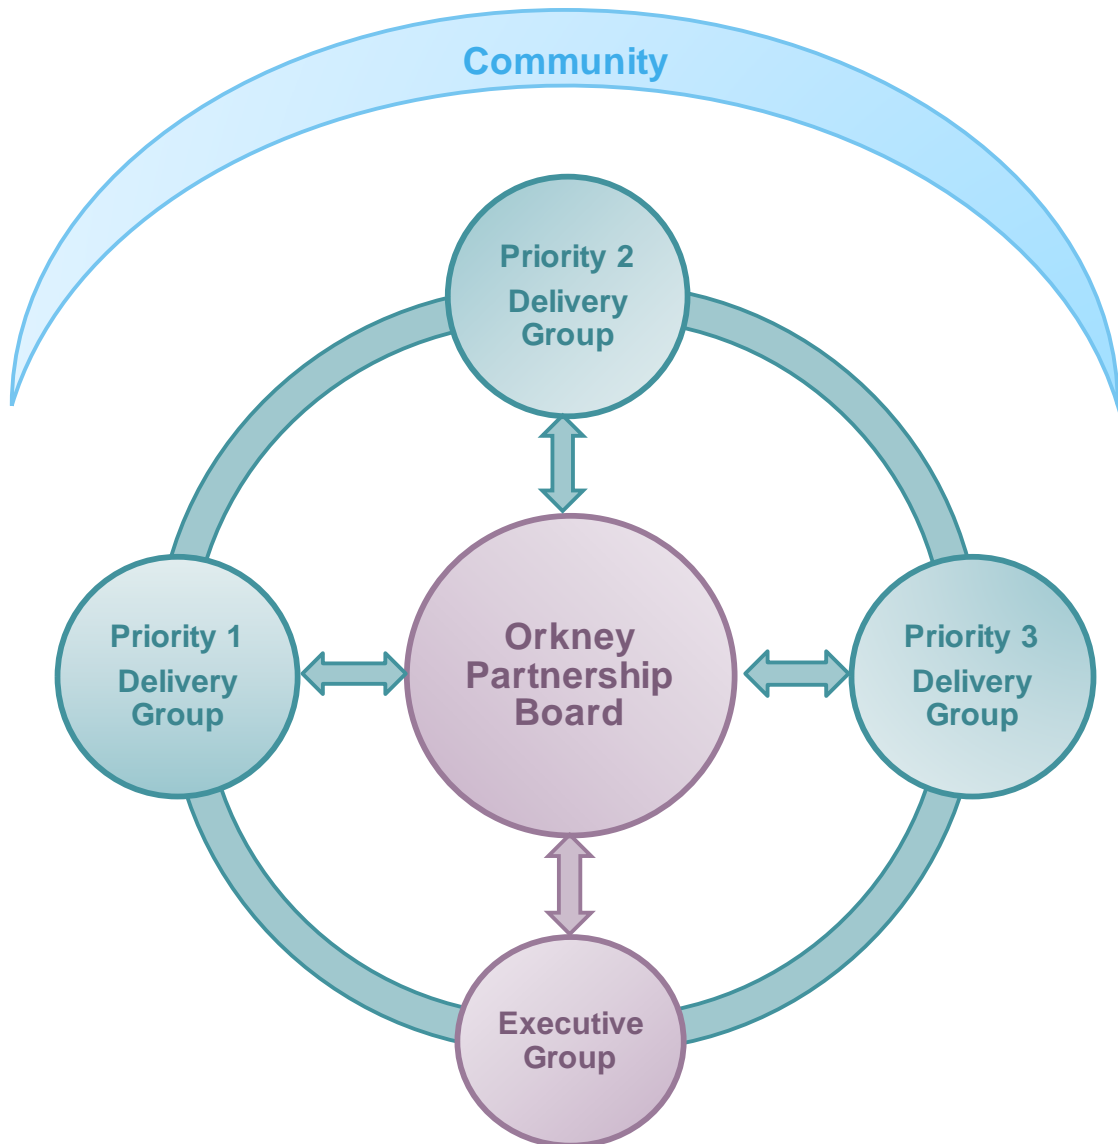 Community
Priority 2
Delivery
Group
Priority 1
Delivery
Group
Orkney
Partnership
Board
Priority 3
Delivery
Group
Executive
Group